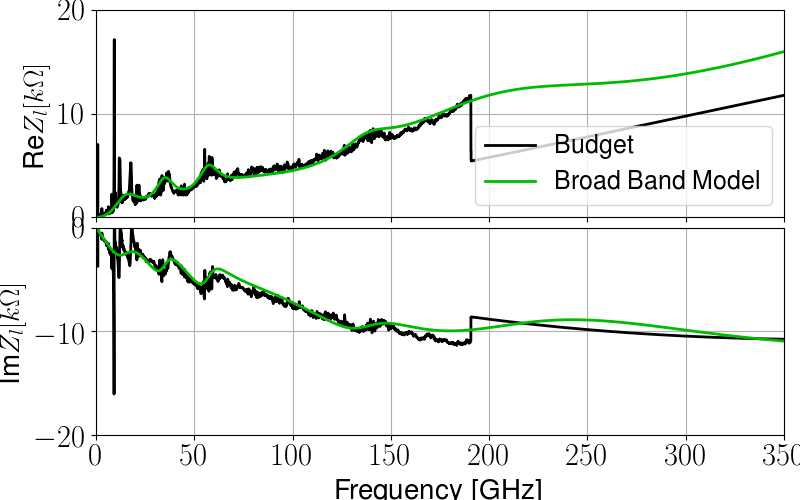 20
10
0
ReZ_l[kΩ]
Budget
Broad Band Model
0
−10
−20
ImZ_l[kΩ]
0 50 100 150 200 250 300 350
Frequency [GHz]